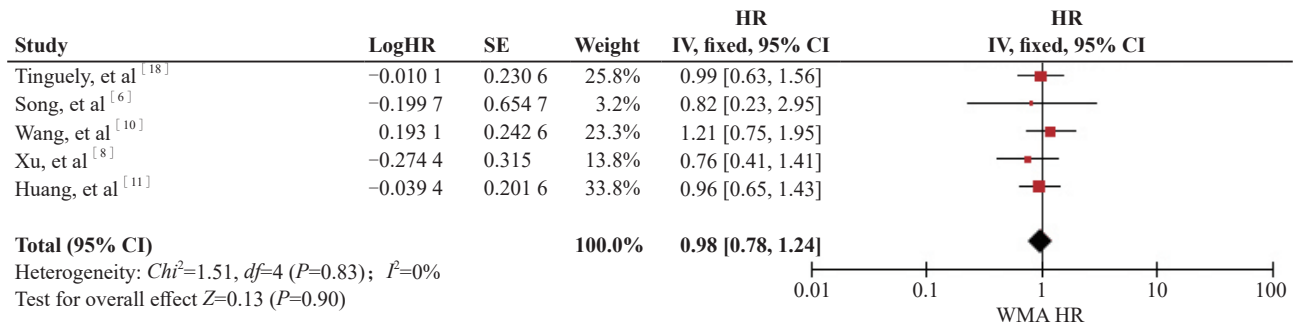 HR HR
Study LogHR SE Weight IV, fixed, 95% CI IV, fixed, 95% CI
Tinguely, et al [18] −0.010 1 0.230 6 25.8% 0.99 [0.63, 1.56]
Song, et al [6] −0.199 7 0.654 7 3.2% 0.82 [0.23, 2.95]
Wang, et al [10] 0.193 1 0.242 6 23.3% 1.21 [0.75, 1.95]
Xu, et al [8] −0.274 4 0.315 13.8% 0.76 [0.41, 1.41]
Huang, et al [11] −0.039 4 0.201 6 33.8% 0.96 [0.65, 1.43]
Total (95% CI) 100.0% 0.98 [0.78, 1.24]
Heterogeneity: Chi²=1.51, df=4 (P=0.83)； I²=0%
Test for overall effect Z=0.13 (P=0.90)
0.01 0.1 1 10 100
WMA HR